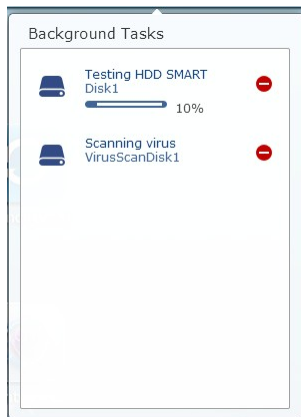 Background Tasks
Testing HDD SMART
Disk1
10%
Scanning virus
VirusScanDisk1